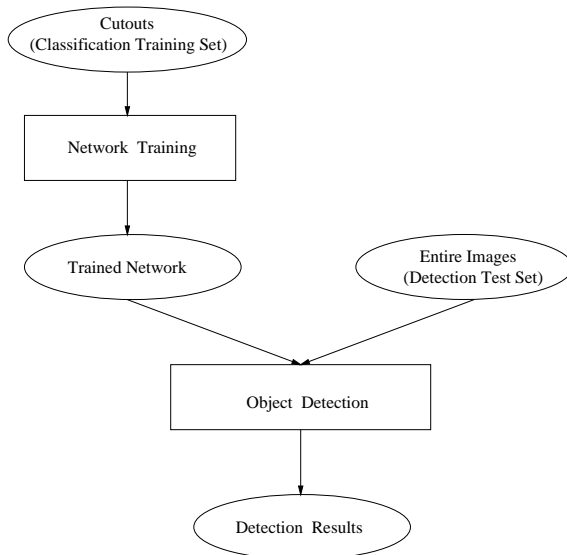 Cutouts
(Classification Training Set)
Network Training
Trained Network
Entire Images
(Detection Test Set)
Object Detection
Detection Results